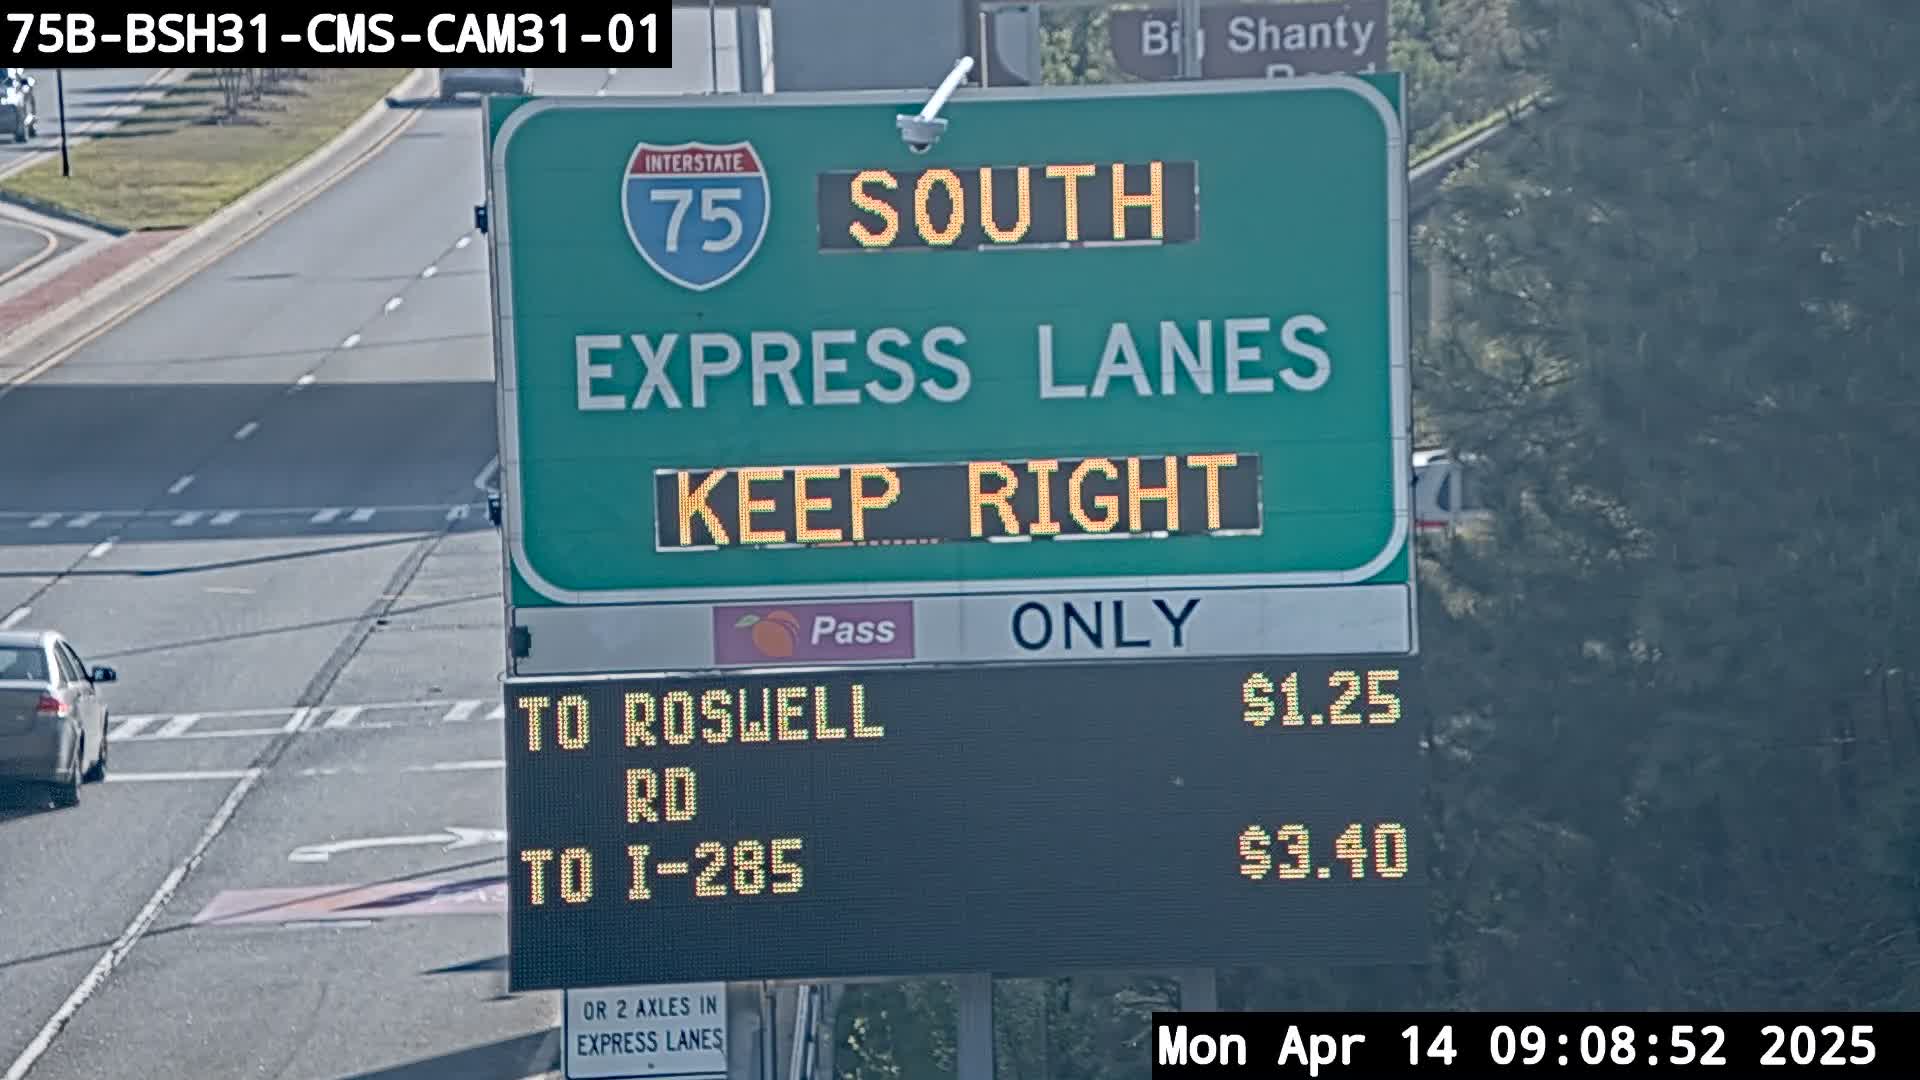 75B-BSH31-CMS-CAM31-01
Big Shanty
Road
INTERSTATE
75
SOUTH
EXPRESS LANES
KEEP RIGHT
Pass ONLY
TO ROSWELL $1.25
RD
TO I-285 $3.40
OR 2 AXLES IN
EXPRESS LANES
Mon Apr 14 09:08:52 2025